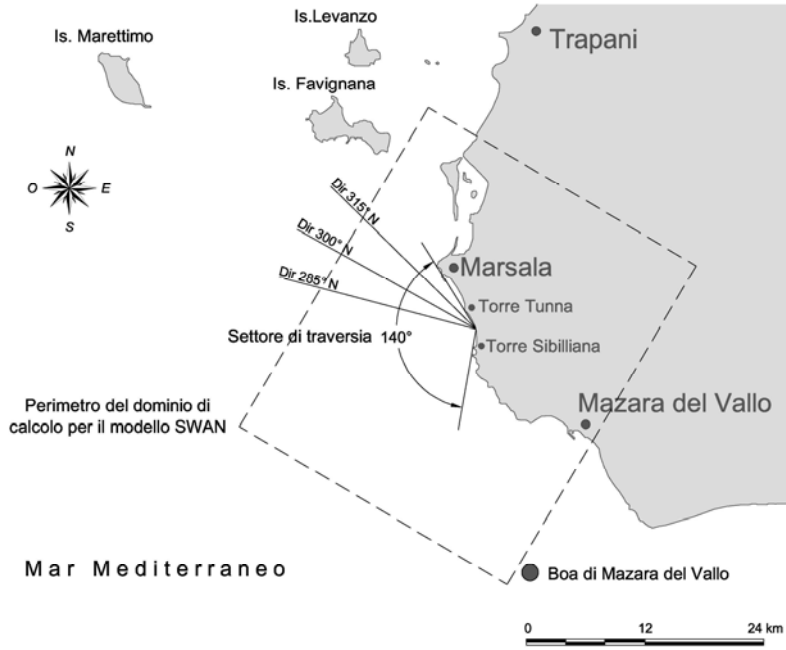 Is.Levanzo
Is. Marettimo
Trapani
Is. Favignana
N
O
E
S
Dir 315° N
Dir 300° N
Dir 285° N
Marsala
Torre Tunna
Settore di traversia 140°
Torre Sibilliana
Perimetro del dominio di
calcolo per il modello SWAN
Mazara del Vallo
Mar Mediterraneo
Boa di Mazara del Vallo
0 12 24 km